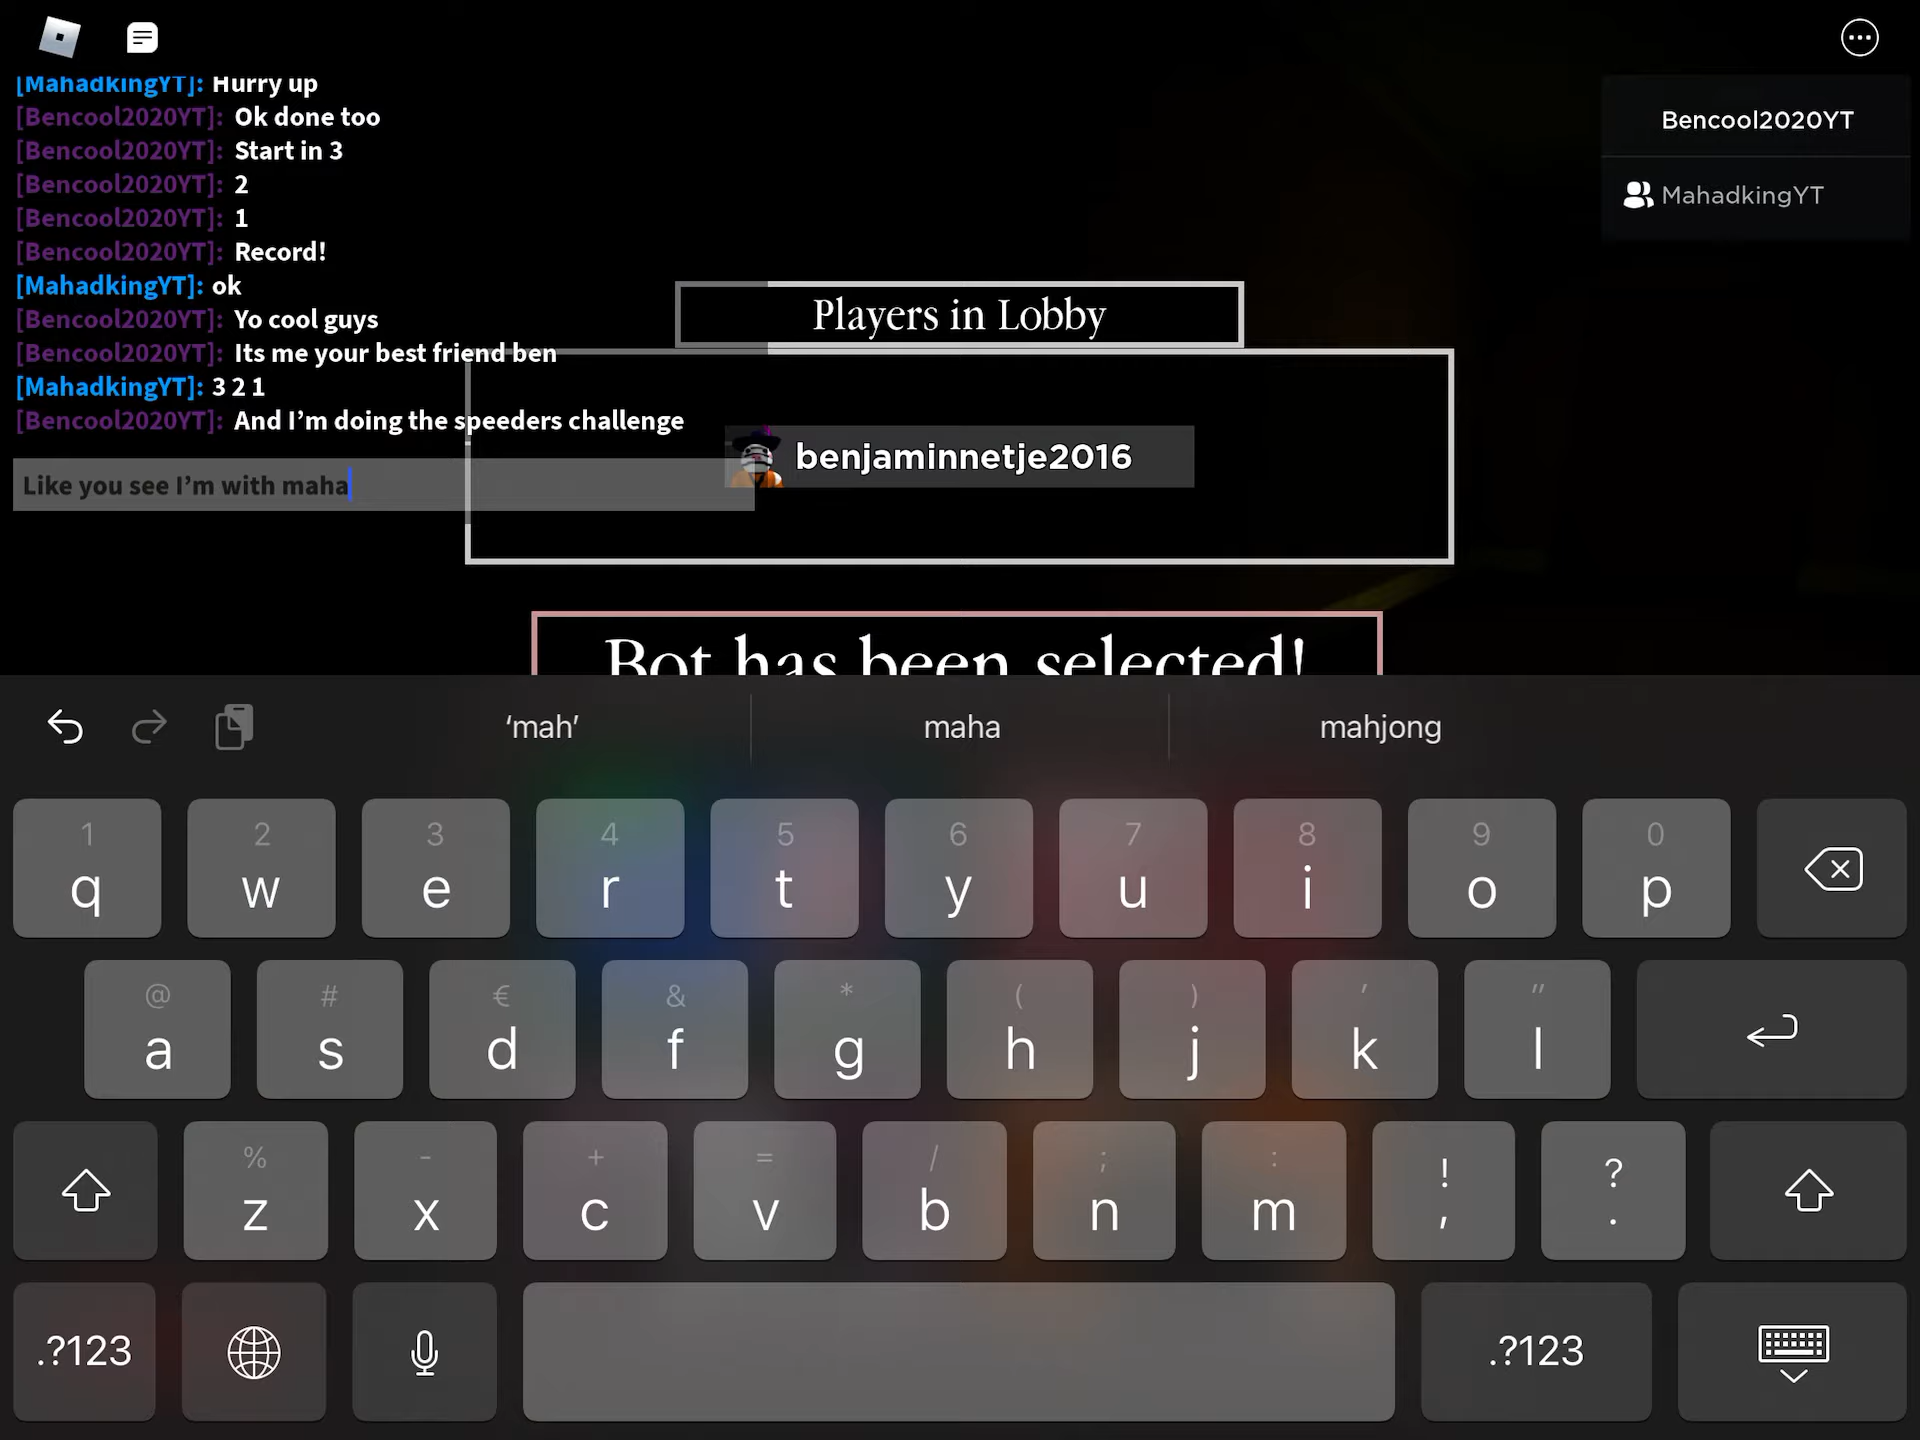 [MahadkingYT]: Hurry up
[Bencool2020YT]: Ok done too
[Bencool2020YT]: Start in 3
[Bencool2020YT]: 2
[Bencool2020YT]: 1
[Bencool2020YT]: Record!
[MahadkingYT]: ok
[Bencool2020YT]: Yo cool guys
[Bencool2020YT]: Its me your best friend ben
[MahadkingYT]: 3 2 1
[Bencool2020YT]: And I’m doing the speeders challenge
Like you see I’m with maha
Bencool2020YT
MahadkingYT
Players in Lobby
benjaminnetje2016
Bot has been selected!
‘mah’ maha mahjong
1 2 3 4 5 6 7 8 9 0
q w e r t y u i o p
@ # € & * ( ) ’ ”
a s d f g h j k l
% - + = / ; : ! ?
z x c v b n m , .
.?123 .?123